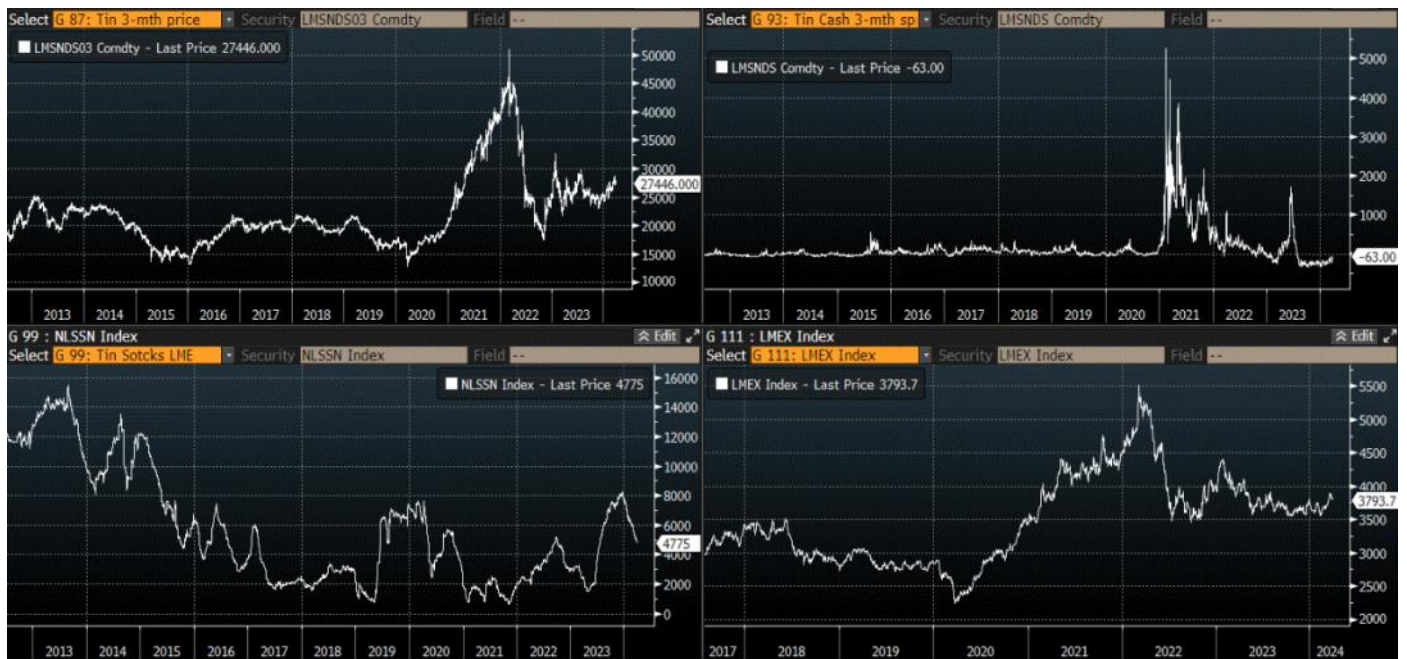 Select G 87: Tin 3-mth price Security LMSNDS03 Comdty Field --
LMSNDS03 Comdty - Last Price 27446.000
50000
45000
40000
35000
30000
27446.000
25000
20000
15000
10000
2013 2014 2015 2016 2017 2018 2019 2020 2021 2022 2023
Select G 93: Tin Cash 3-mth sp Security LMSNDS Comdty Field --
LMSNDS Comdty - Last Price -63.00
5000
4000
3000
2000
1000
-63.00
2013 2014 2015 2016 2017 2018 2019 2020 2021 2022 2023
G 99 : NLSSN Index Edit
Select G 99: Tin Sotcks LME Security NLSSN Index Field --
NLSSN Index - Last Price 4775
16000
14000
12000
10000
8000
6000
4775
4000
2000
0
2013 2014 2015 2016 2017 2018 2019 2020 2021 2022 2023
G 111 : LMEX Index Edit
Select G 111: LMEX Index Security LMEX Index Field --
LMEX Index - Last Price 3793.7
5500
5000
4500
4000
3793.7
3500
3000
2500
2000
2017 2018 2019 2020 2021 2022 2023 2024